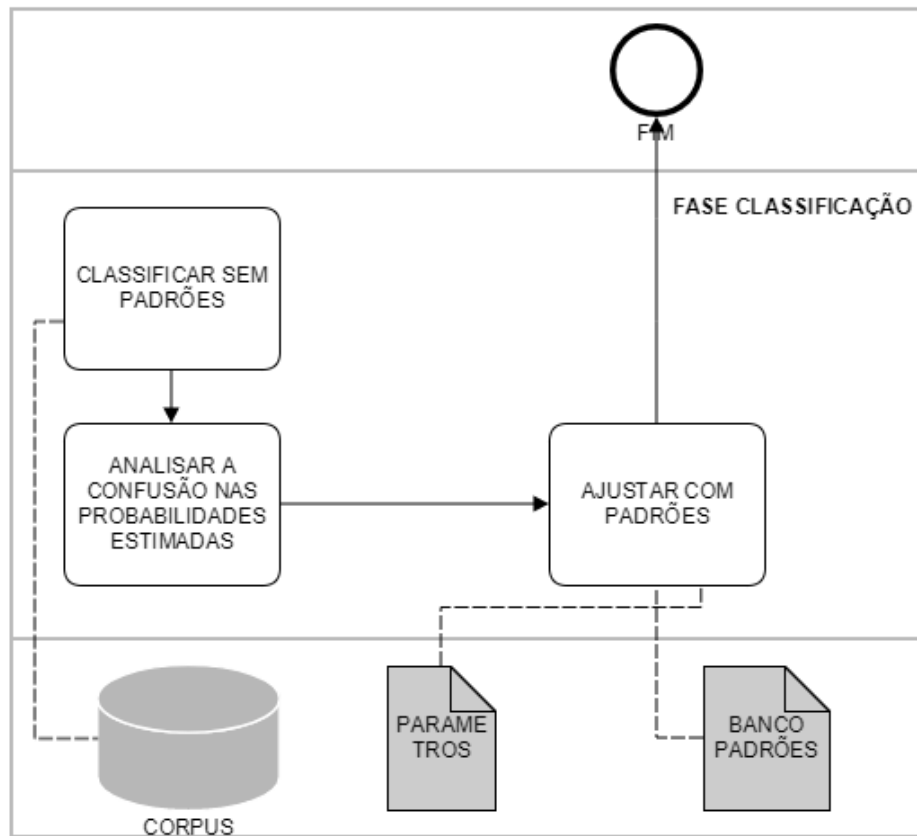 FIM
FASE CLASSIFICAÇÃO
CLASSIFICAR SEM
PADRÕES
ANALISAR A
CONFUSÃO NAS
PROBABILIDADES
ESTIMADAS
AJUSTAR COM
PADRÕES
PARAME
TROS
BANCO
PADRÕES
CORPUS